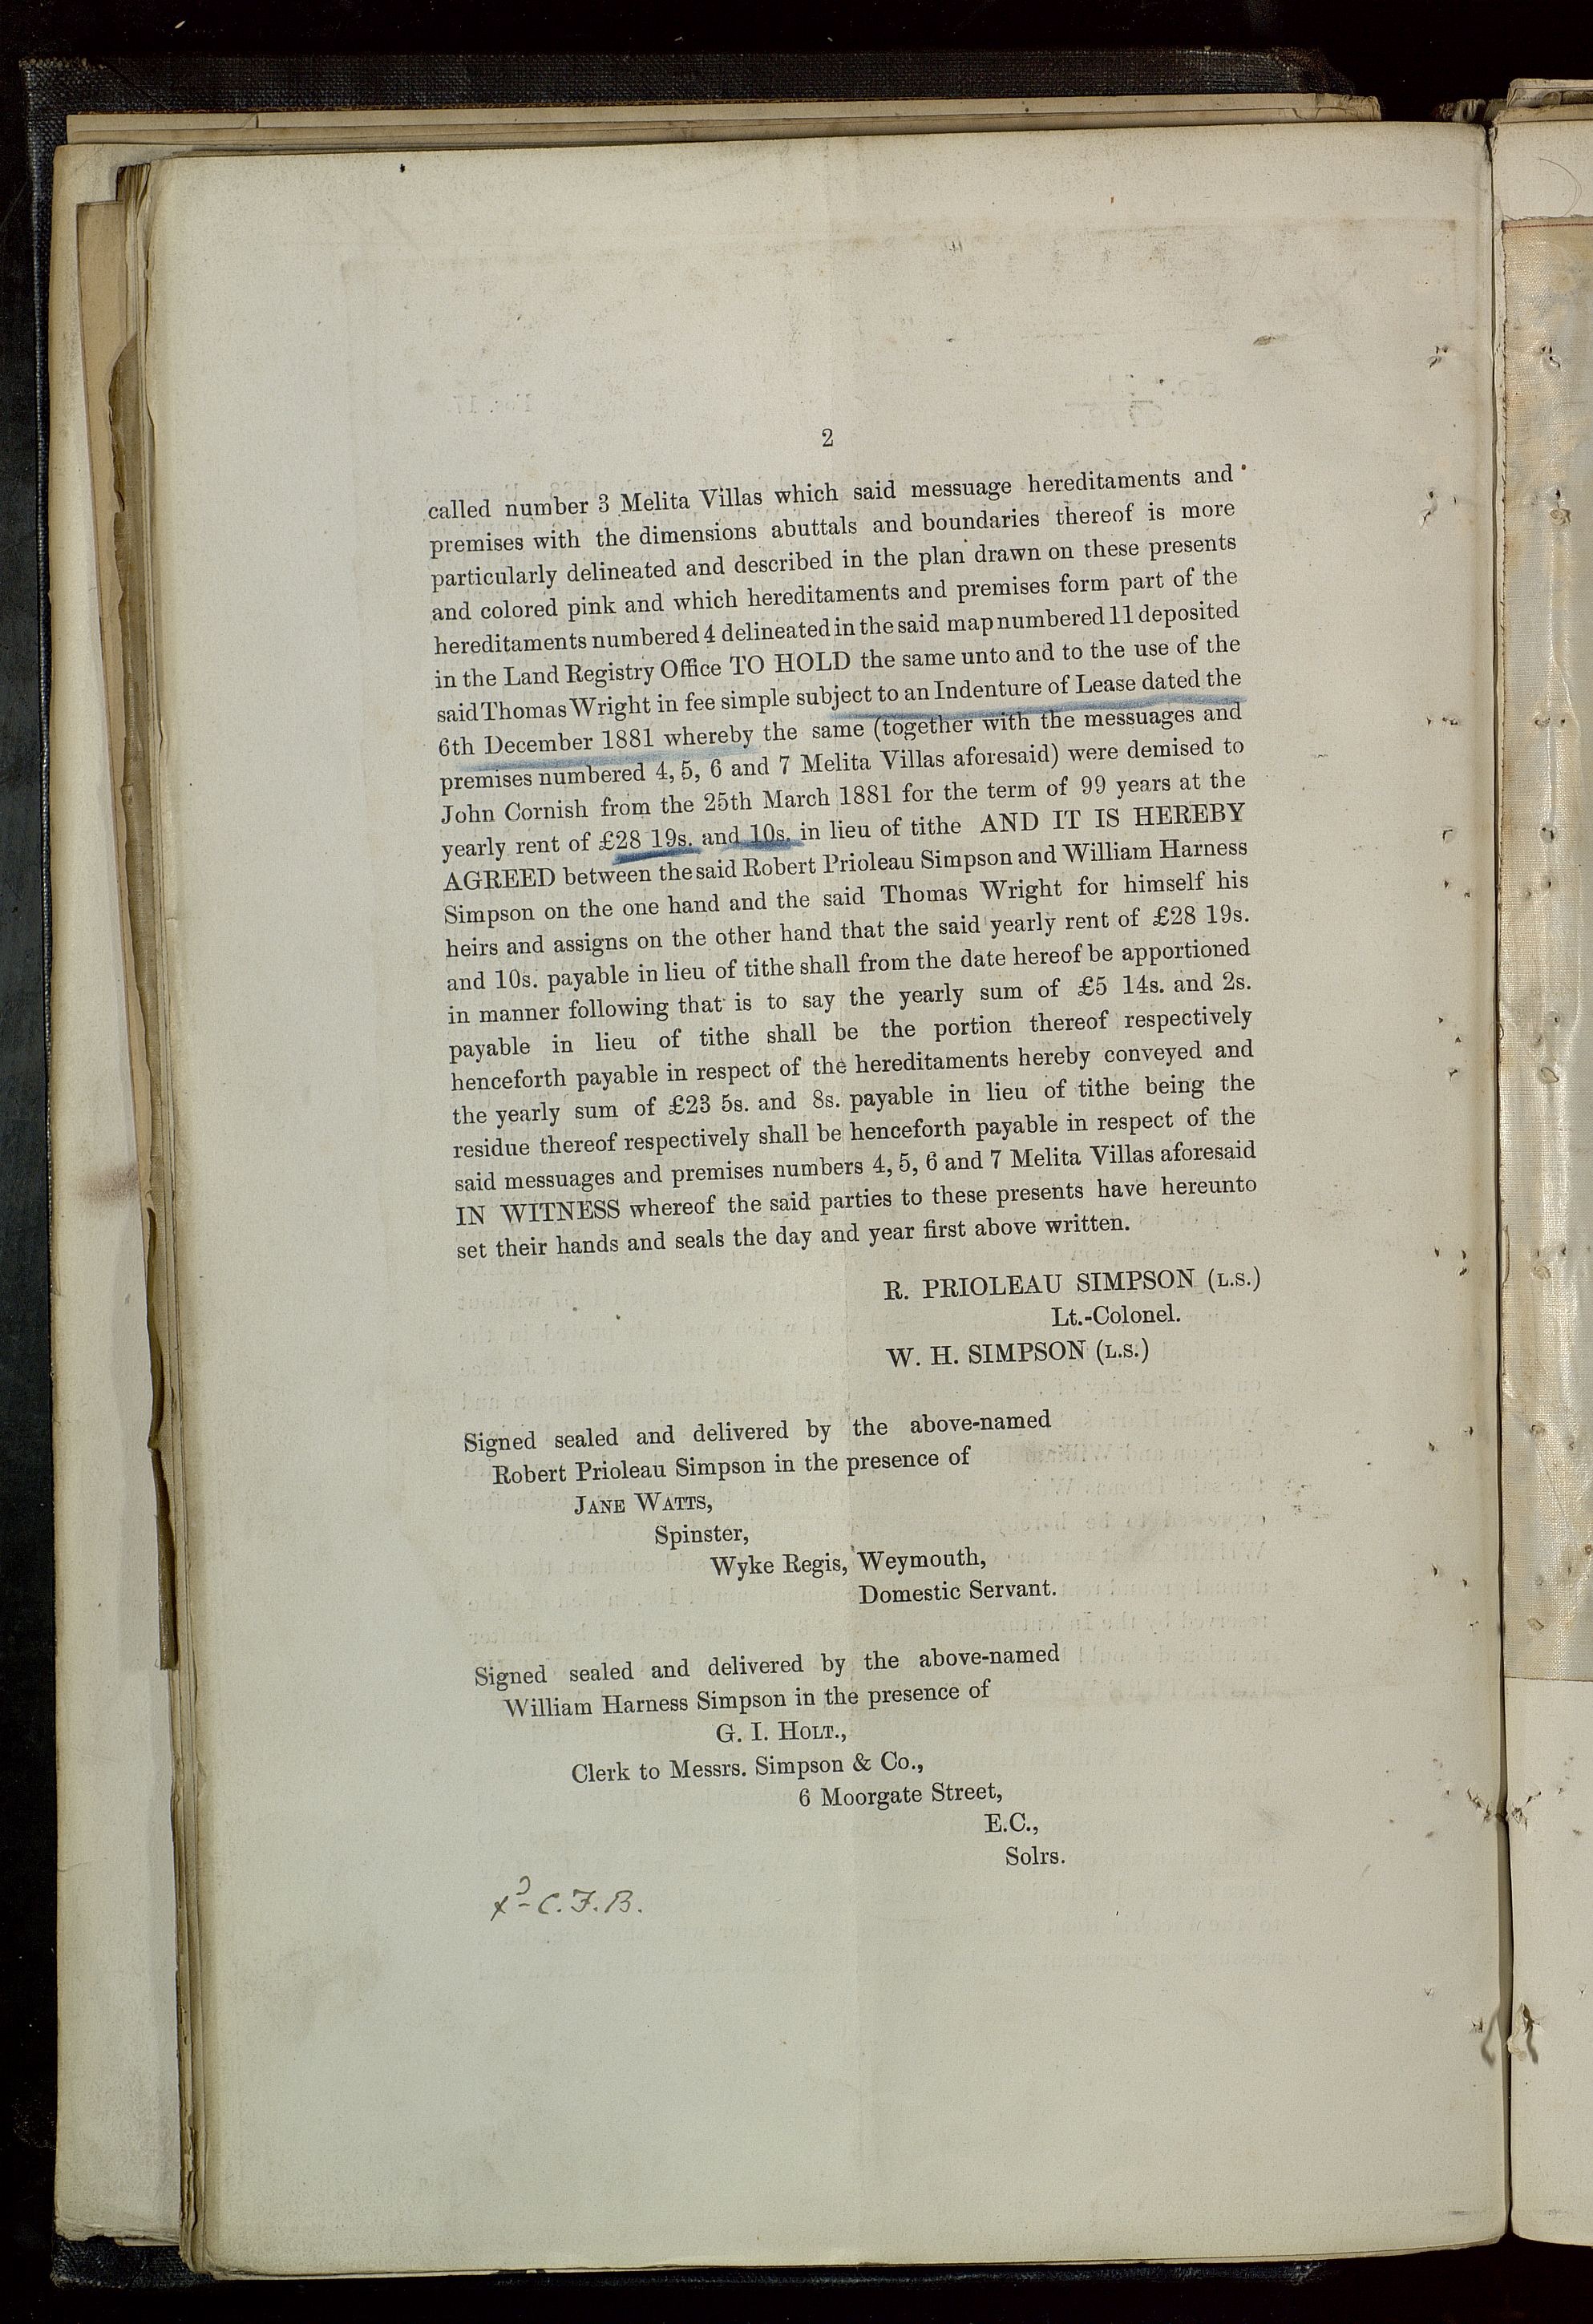 2
called number 3 Melita Villas which said messuage hereditaments and
premises with the dimensions abuttals and boundaries thereof is more
particularly delineated and described in the plan drawn on these presents
and colored pink and which hereditaments and premises form part of the
hereditaments numbered 4 delineated in the said map numbered 11 deposited
in the Land Registry Office TO HOLD the same unto and to the use of the
said Thomas Wright in fee simple subject to an Indenture of Lease dated the
6th December 1881 whereby the same (together with the messuages and
premises numbered 4, 5, 6 and 7 Melita Villas aforesaid) were demised to
John Cornish from the 25th March 1881 for the term of 99 years at the
yearly rent of £28 19s. and 10s. in lieu of tithe AND IT IS HEREBY
AGREED between the said Robert Prioleau Simpson and William Harness
Simpson on the one hand and the said Thomas Wright for himself his
heirs and assigns on the other hand that the said yearly rent of £28 19s.
and 10s. payable in lieu of tithe shall from the date hereof be apportioned
in manner following that is to say the yearly sum of £5 14s. and 2s.
payable in lieu of tithe shall be the portion thereof respectively
henceforth payable in respect of the hereditaments hereby conveyed and
the yearly sum of £23 5s. and 8s. payable in lieu of tithe being the
residue thereof respectively shall be henceforth payable in respect of the
said messuages and premises numbers 4, 5, 6 and 7 Melita Villas aforesaid
IN WITNESS whereof the said parties to these presents have hereunto
set their hands and seals the day and year first above written.
R. PRIOLEAU SIMPSON (L.S.)
Lt.-Colonel.
W. H. SIMPSON (L.S.)
Signed sealed and delivered by the above-named
Robert Prioleau Simpson in the presence of
JANE WATTS,
Spinster,
Wyke Regis, Weymouth,
Domestic Servant.
Signed sealed and delivered by the above-named
William Harness Simpson in the presence of
G. I. HOLT.,
Clerk to Messrs. Simpson & Co.,
6 Moorgate Street,
E.C.,
Solrs.
C.F.B.